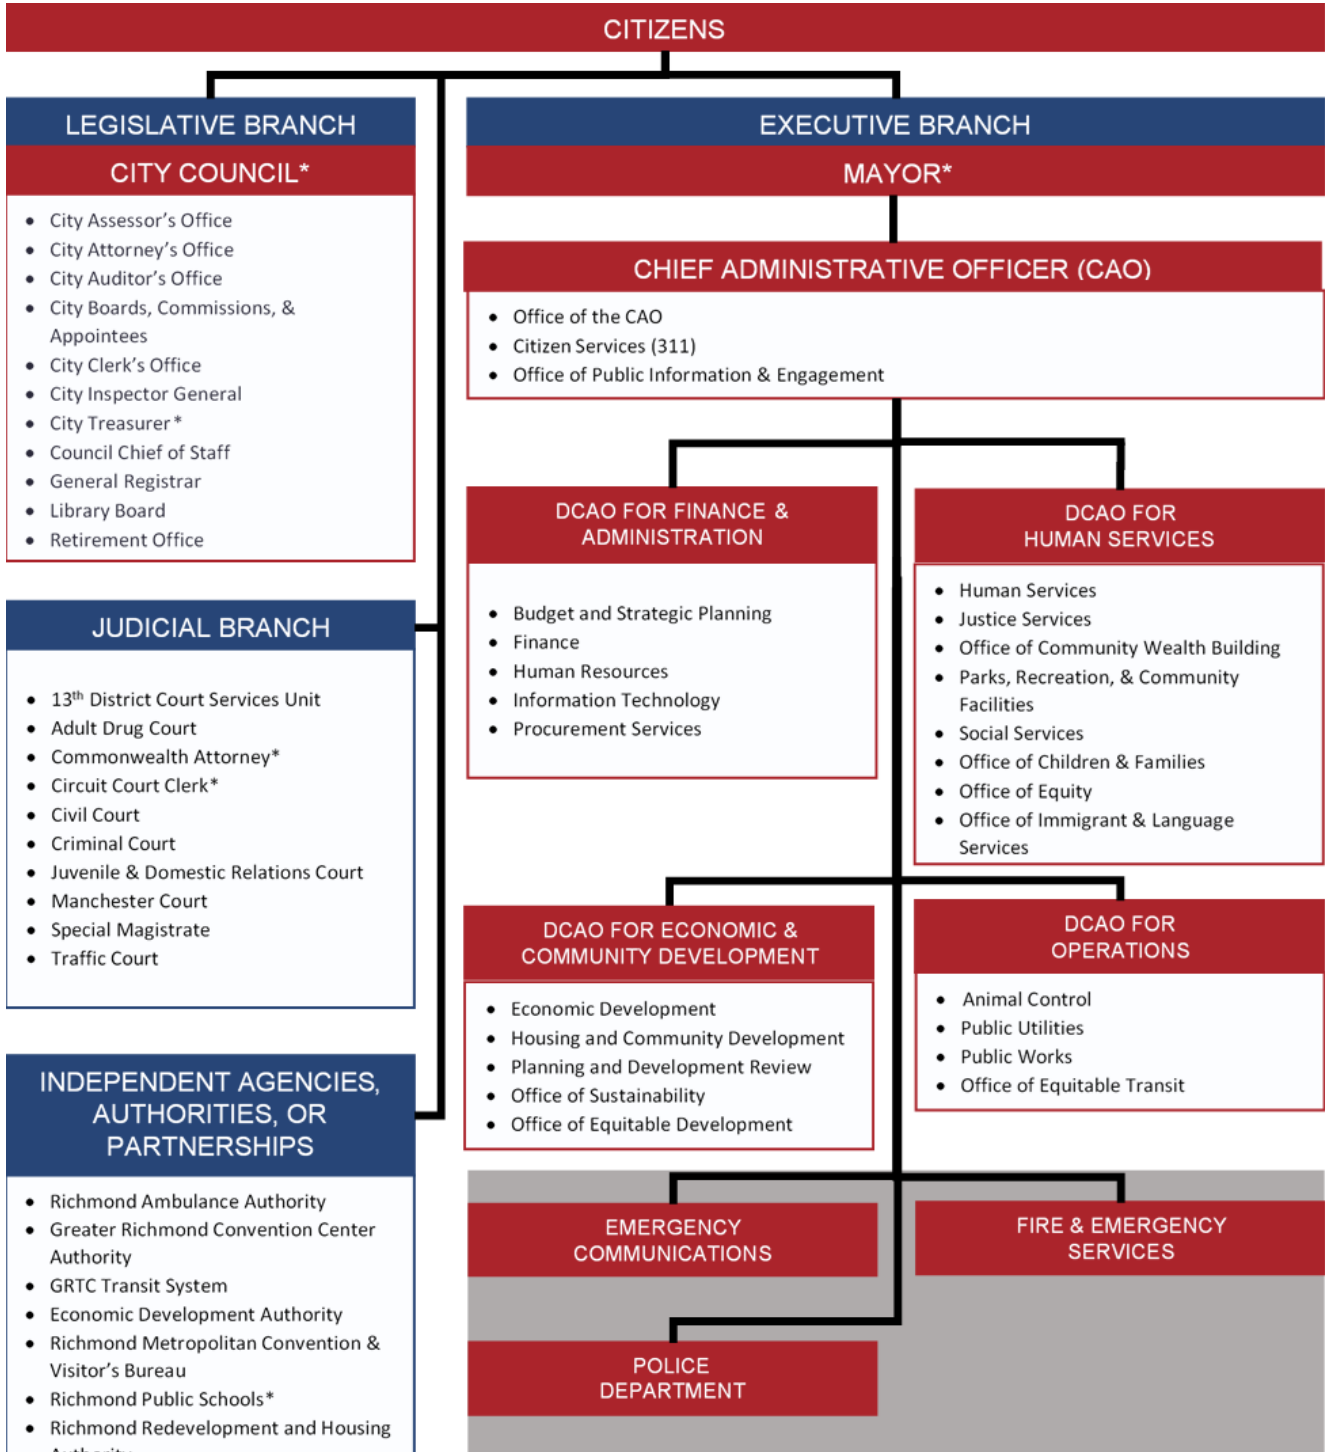 CITIZENS
LEGISLATIVE BRANCH
CITY COUNCIL*
• City Assessor's Office
• City Attorney's Office
• City Auditor's Office
• City Boards, Commissions, &
Appointees
• City Clerk's Office
• City Inspector General
• City Treasurer*
• Council Chief of Staff
• General Registrar
• Library Board
• Retirement Office
JUDICIAL BRANCH
• 13th District Court Services Unit
• Adult Drug Court
• Commonwealth Attorney*
• Circuit Court Clerk*
• Civil Court
• Criminal Court
• Juvenile & Domestic Relations Court
• Manchester Court
• Special Magistrate
• Traffic Court
INDEPENDENT AGENCIES,
AUTHORITIES, OR
PARTNERSHIPS
• Richmond Ambulance Authority
• Greater Richmond Convention Center
Authority
• GRTC Transit System
• Economic Development Authority
• Richmond Metropolitan Convention &
Visitor's Bureau
• Richmond Public Schools*
• Richmond Redevelopment and Housing
Authority
EXECUTIVE BRANCH
MAYOR*
CHIEF ADMINISTRATIVE OFFICER (CAO)
• Office of the CAO
• Citizen Services (311)
• Office of Public Information & Engagement
DCAO FOR FINANCE &
ADMINISTRATION
• Budget and Strategic Planning
• Finance
• Human Resources
• Information Technology
• Procurement Services
DCAO FOR
HUMAN SERVICES
• Human Services
• Justice Services
• Office of Community Wealth Building
• Parks, Recreation, & Community
Facilities
• Social Services
• Office of Children & Families
• Office of Equity
• Office of Immigrant & Language
Services
DCAO FOR ECONOMIC &
COMMUNITY DEVELOPMENT
• Economic Development
• Housing and Community Development
• Planning and Development Review
• Office of Sustainability
• Office of Equitable Development
DCAO FOR
OPERATIONS
• Animal Control
• Public Utilities
• Public Works
• Office of Equitable Transit
EMERGENCY
COMMUNICATIONS
FIRE & EMERGENCY
SERVICES
POLICE
DEPARTMENT